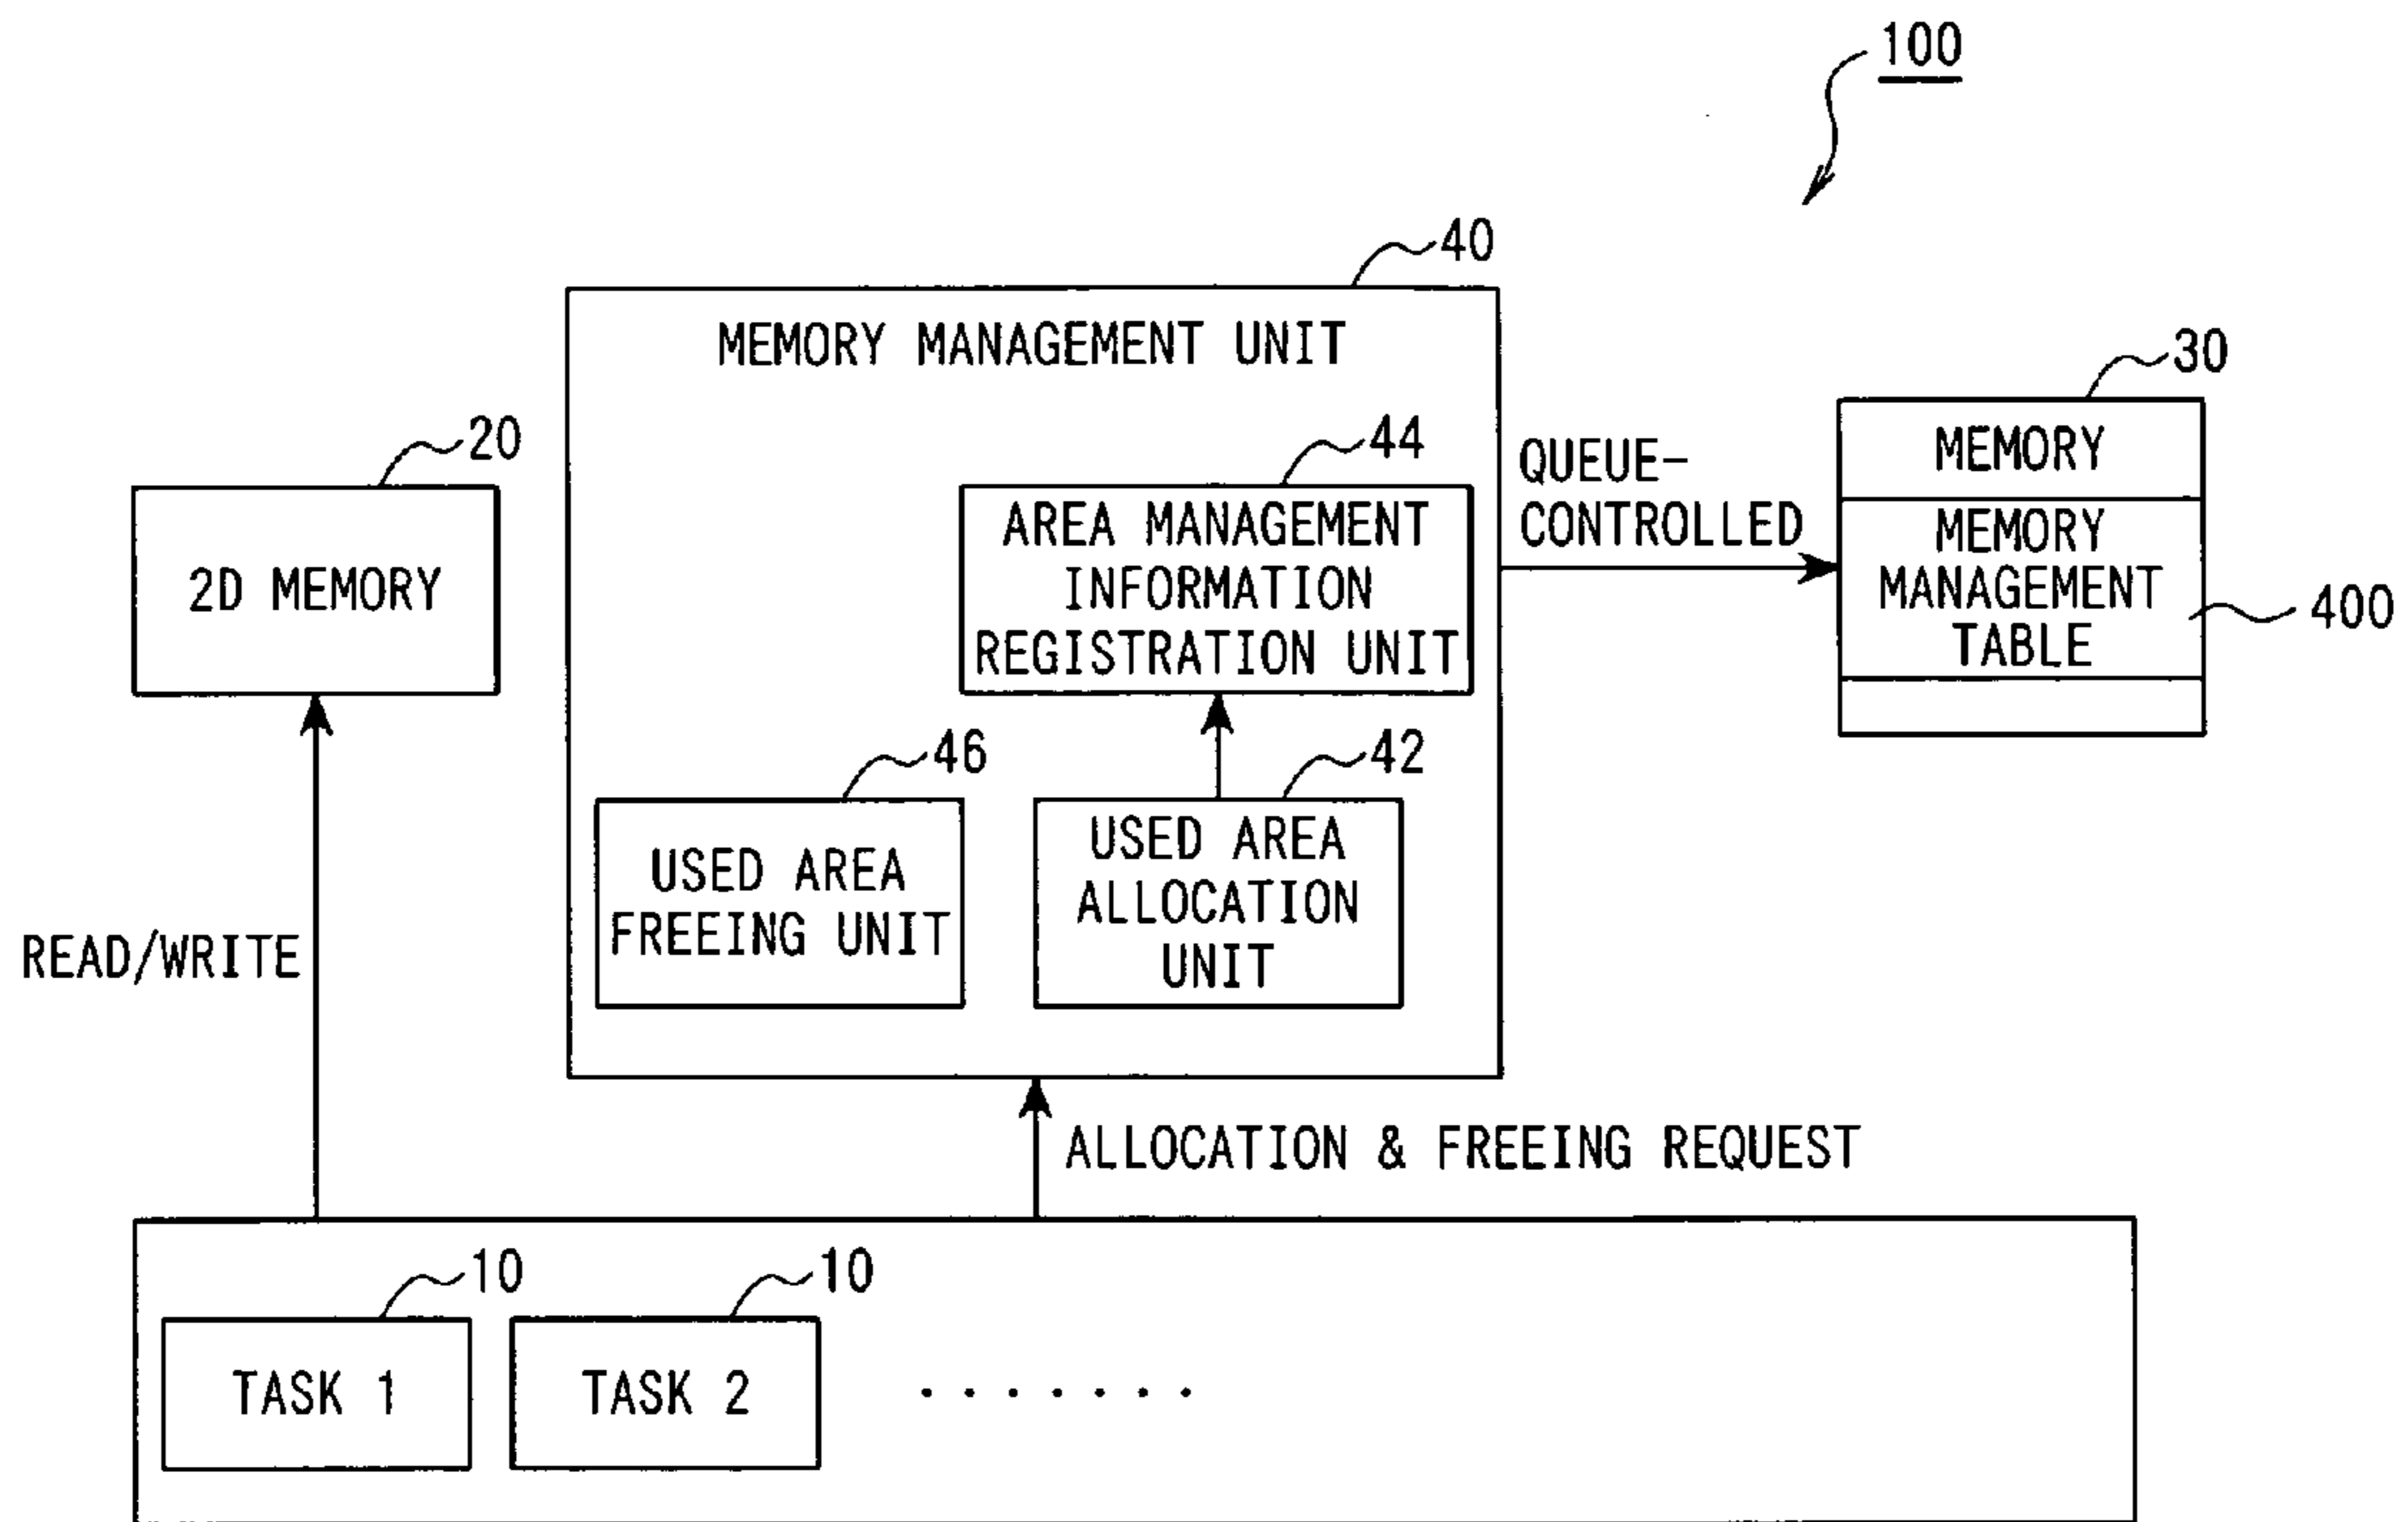 100
40
MEMORY MANAGEMENT UNIT
30
MEMORY
20
44
QUEUE-
CONTROLLED
MEMORY
MANAGEMENT
TABLE
400
2D MEMORY
AREA MANAGEMENT
INFORMATION
REGISTRATION UNIT
46
42
USED AREA
FREEING UNIT
USED AREA
ALLOCATION
UNIT
READ/WRITE
ALLOCATION & FREEING REQUEST
10
10
TASK 1
TASK 2
.......